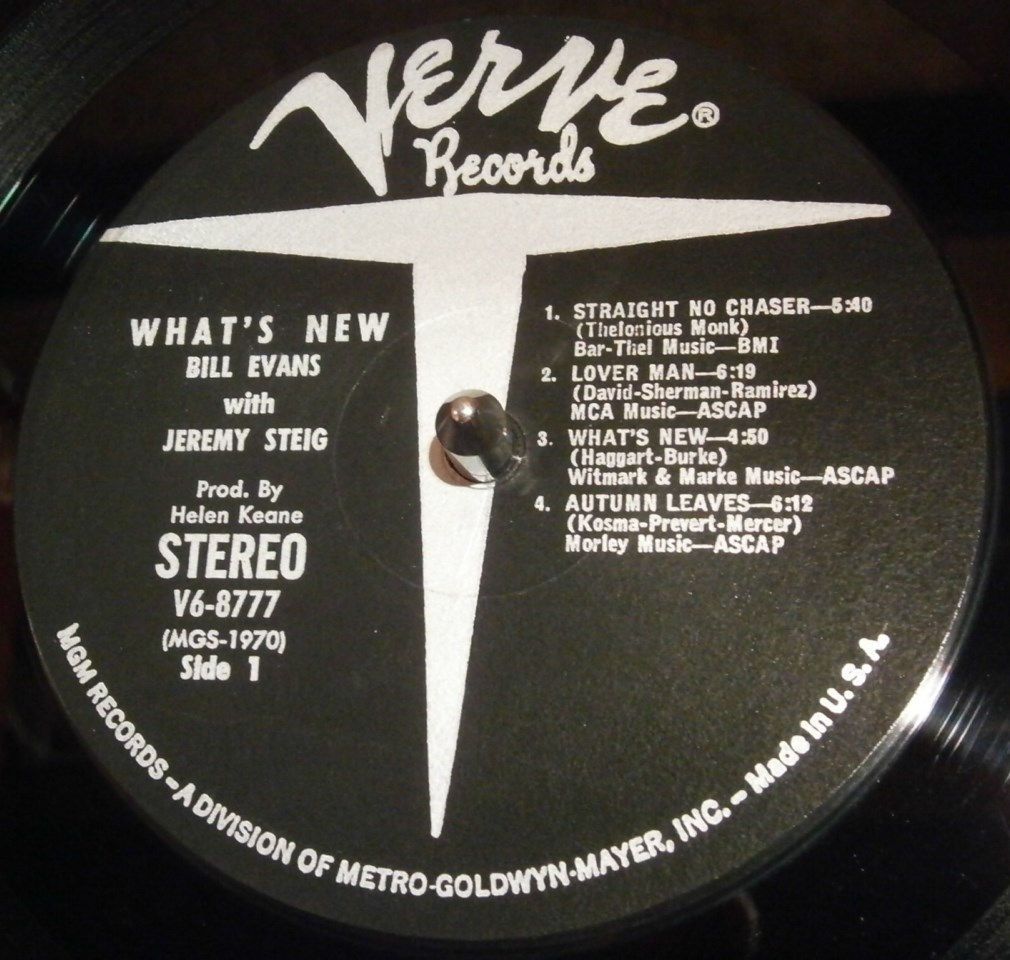 Verve ®
Records
WHAT'S NEW
BILL EVANS
with
JEREMY STEIG
Prod. By
Helen Keane
STEREO
V6-8777
(MGS-1970)
Side 1
1. STRAIGHT NO CHASER—5:40
(Thelonious Monk)
Bar-Thel Music—BMI
2. LOVER MAN—6:19
(David-Sherman-Ramirez)
MCA Music—ASCAP
3. WHAT'S NEW—4:50
(Haggart-Burke)
Witmark & Marke Music—ASCAP
4. AUTUMN LEAVES—6:12
(Kosma-Prevert-Mercer)
Morley Music—ASCAP
MGM RECORDS – A DIVISION OF METRO-GOLDWYN-MAYER, INC. – Made in U. S. A.